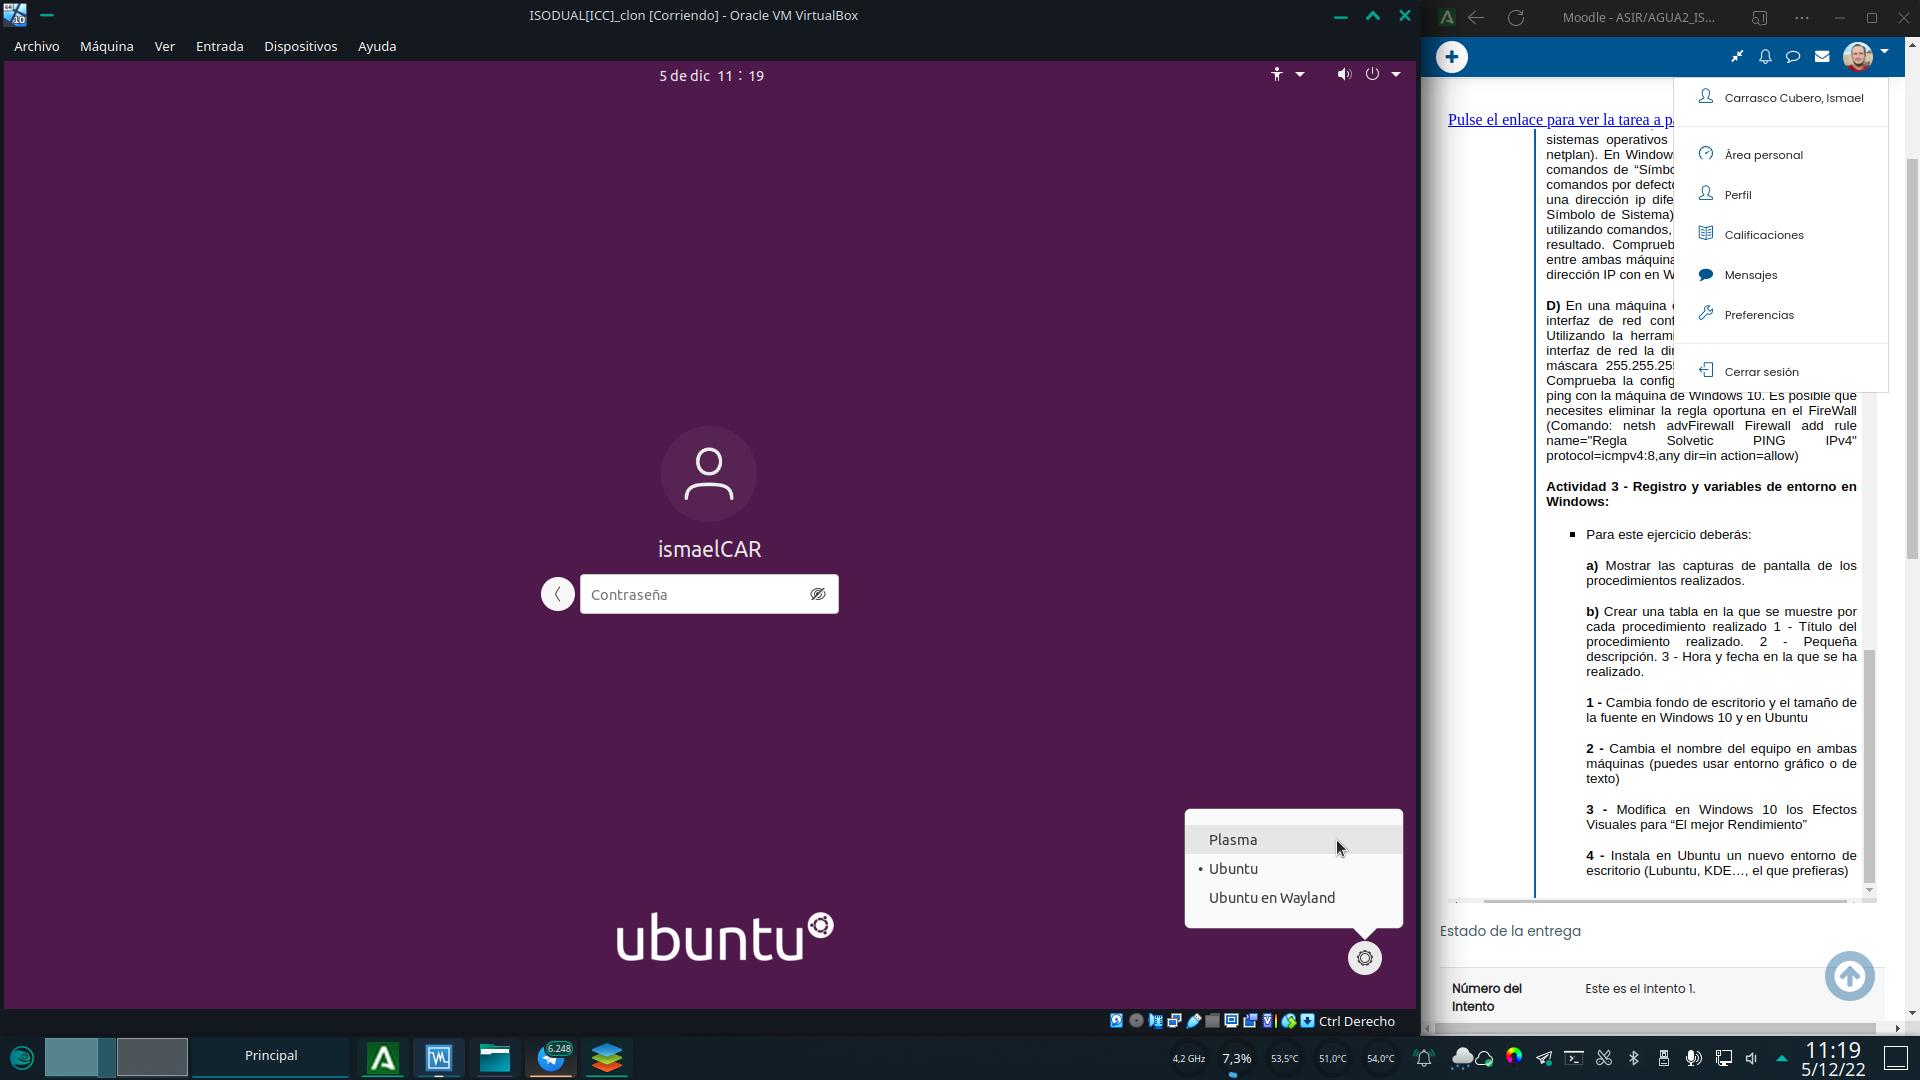 ISODUAL[ICC]_clon [Corriendo] - Oracle VM VirtualBox
Archivo Máquina Ver Entrada Dispositivos Ayuda
5 de dic 11:19
ismaelCAR
Contraseña
ubuntu
Plasma
• Ubuntu
Ubuntu en Wayland
Ctrl Derecho
Moodle - ASIR/AGUA2_IS...
Carrasco Cubero, Ismael
Área personal
Perfil
Calificaciones
Mensajes
Preferencias
Cerrar sesión
Pulse el enlace para ver la tarea a
sistemas operativos
netplan). En Window
comandos de “Símbo
comandos por defecto
una dirección ip dife
Símbolo de Sistema)
utilizando comandos,
resultado. Comprueb
entre ambas máquina
dirección IP con en W
D) En una máquina
interfaz de red conf
Utilizando la herram
interfaz de red la dir
máscara 255.255.255
Comprueba la config
ping con la máquina de Windows 10. Es posible que
necesites eliminar la regla oportuna en el FireWall
(Comando: netsh advFirewall Firewall add rule
name="Regla Solvetic PING IPv4"
protocol=icmpv4:8,any dir=in action=allow)
Actividad 3 - Registro y variables de entorno en
Windows:
▪ Para este ejercicio deberás:
a) Mostrar las capturas de pantalla de los
procedimientos realizados.
b) Crear una tabla en la que se muestre por
cada procedimiento realizado 1 - Título del
procedimiento realizado. 2 - Pequeña
descripción. 3 - Hora y fecha en la que se ha
realizado.
1 - Cambia fondo de escritorio y el tamaño de
la fuente en Windows 10 y en Ubuntu
2 - Cambia el nombre del equipo en ambas
máquinas (puedes usar entorno gráfico o de
texto)
3 - Modifica en Windows 10 los Efectos
Visuales para “El mejor Rendimiento”
4 - Instala en Ubuntu un nuevo entorno de
escritorio (Lubuntu, KDE…, el que prefieras)
Estado de la entrega
Número del Este es el intento 1.
intento
Principal
6.248
4,2 GHz 7,3% 53,5°C 51,0°C 54,0°C
11:19
5/12/22